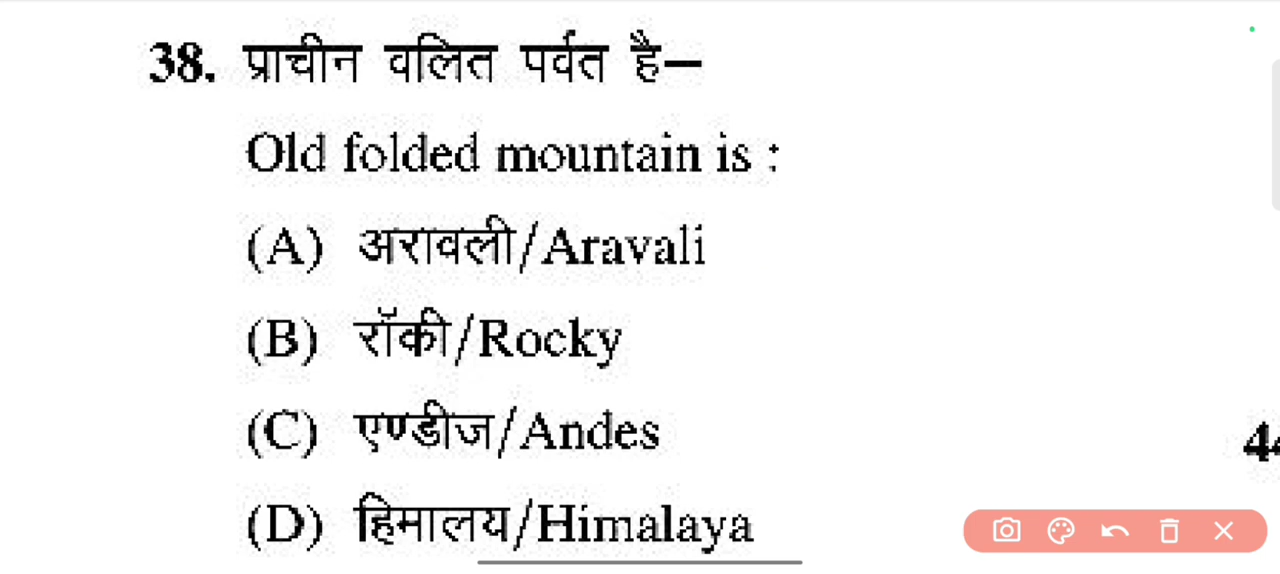 38. प्राचीन वलित पर्वत है—
Old folded mountain is :
(A) अरावली/Aravali
(B) रॉकी/Rocky
(C) एण्डीज/Andes
(D) हिमालय/Himalaya